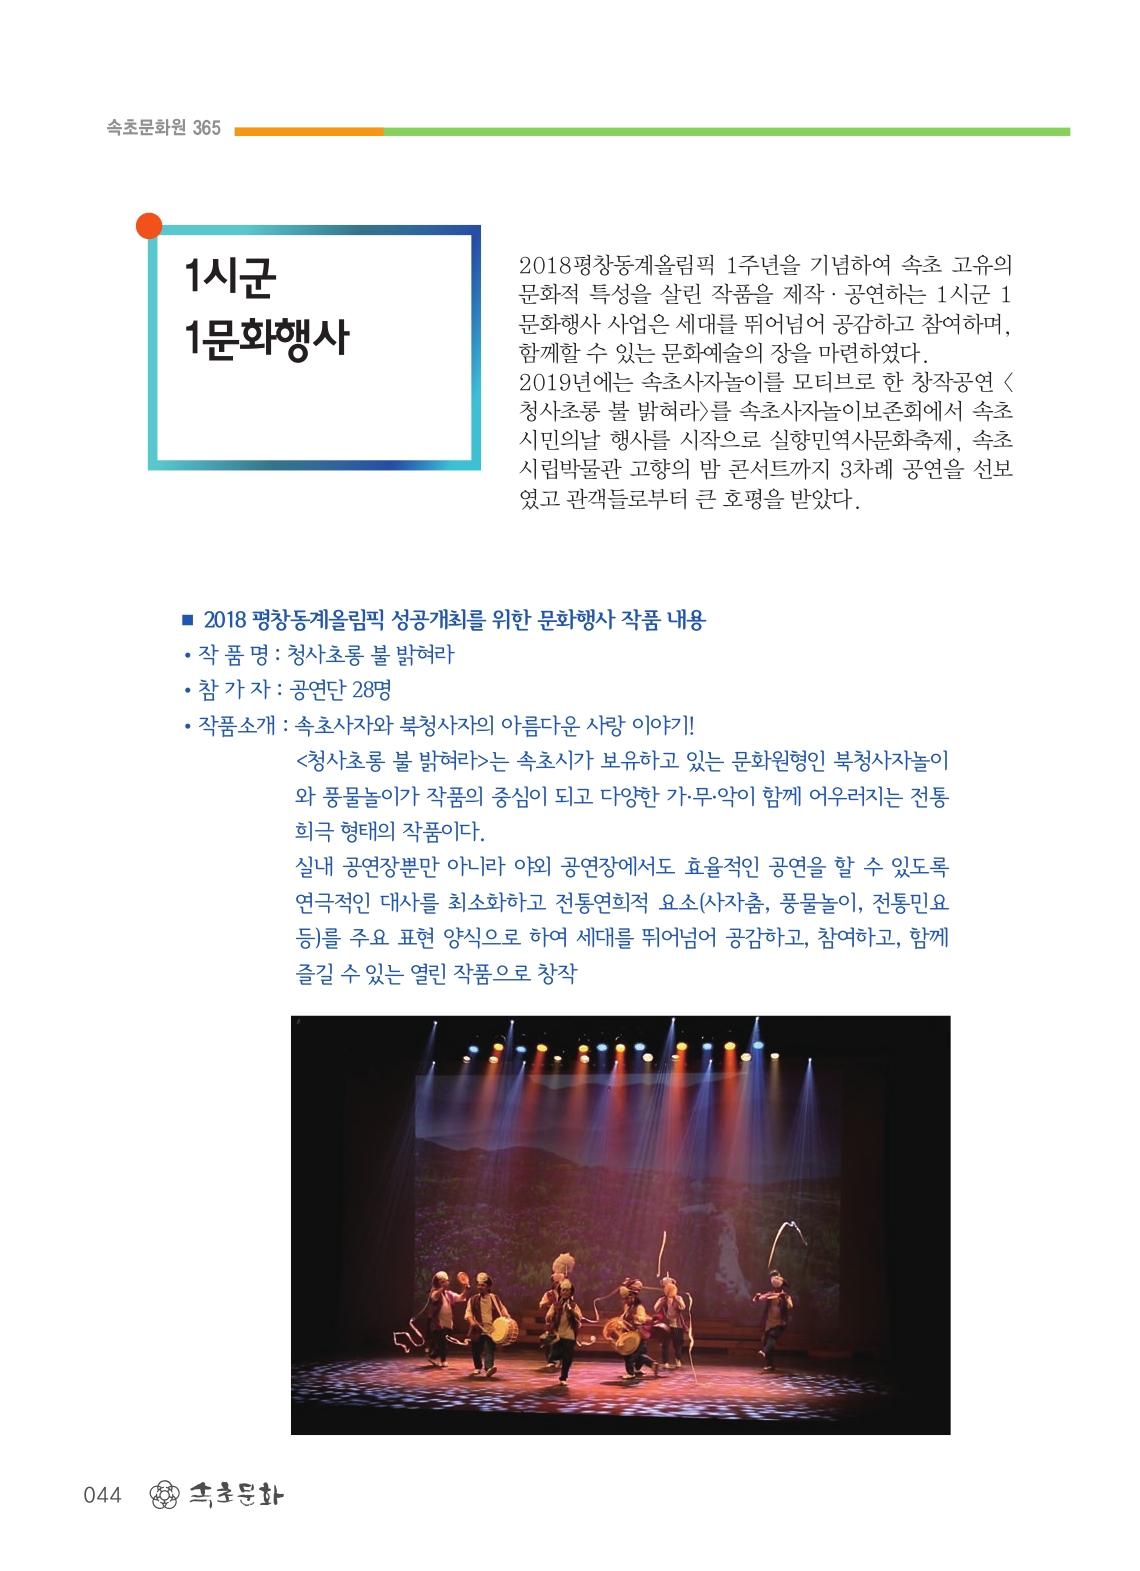 속초문화원 365
1시군
1문화행사
2018평창동계올림픽 1주년을 기념하여 속초 고유의
문화적 특성을 살린 작품을 제작 · 공연하는 1시군 1
문화행사 사업은 세대를 뛰어넘어 공감하고 참여하며,
함께할 수 있는 문화예술의 장을 마련하였다.
2019년에는 속초사자놀이를 모티브로 한 창작공연 〈
청사초롱 불 밝혀라〉를 속초사자놀이보존회에서 속초
시민의날 행사를 시작으로 실향민역사문화축제, 속초
시립박물관 고향의 밤 콘서트까지 3차례 공연을 선보
였고 관객들로부터 큰 호평을 받았다.
■ 2018 평창동계올림픽 성공개최를 위한 문화행사 작품 내용
• 작 품 명 : 청사초롱 불 밝혀라
• 참 가 자 : 공연단 28명
• 작품소개 : 속초사자와 북청사자의 아름다운 사랑 이야기!
<청사초롱 불 밝혀라>는 속초시가 보유하고 있는 문화원형인 북청사자놀이
와 풍물놀이가 작품의 중심이 되고 다양한 가·무·악이 함께 어우러지는 전통
희극 형태의 작품이다.
실내 공연장뿐만 아니라 야외 공연장에서도 효율적인 공연을 할 수 있도록
연극적인 대사를 최소화하고 전통연희적 요소(사자춤, 풍물놀이, 전통민요
등)를 주요 표현 양식으로 하여 세대를 뛰어넘어 공감하고, 참여하고, 함께
즐길 수 있는 열린 작품으로 창작
044 속초문화